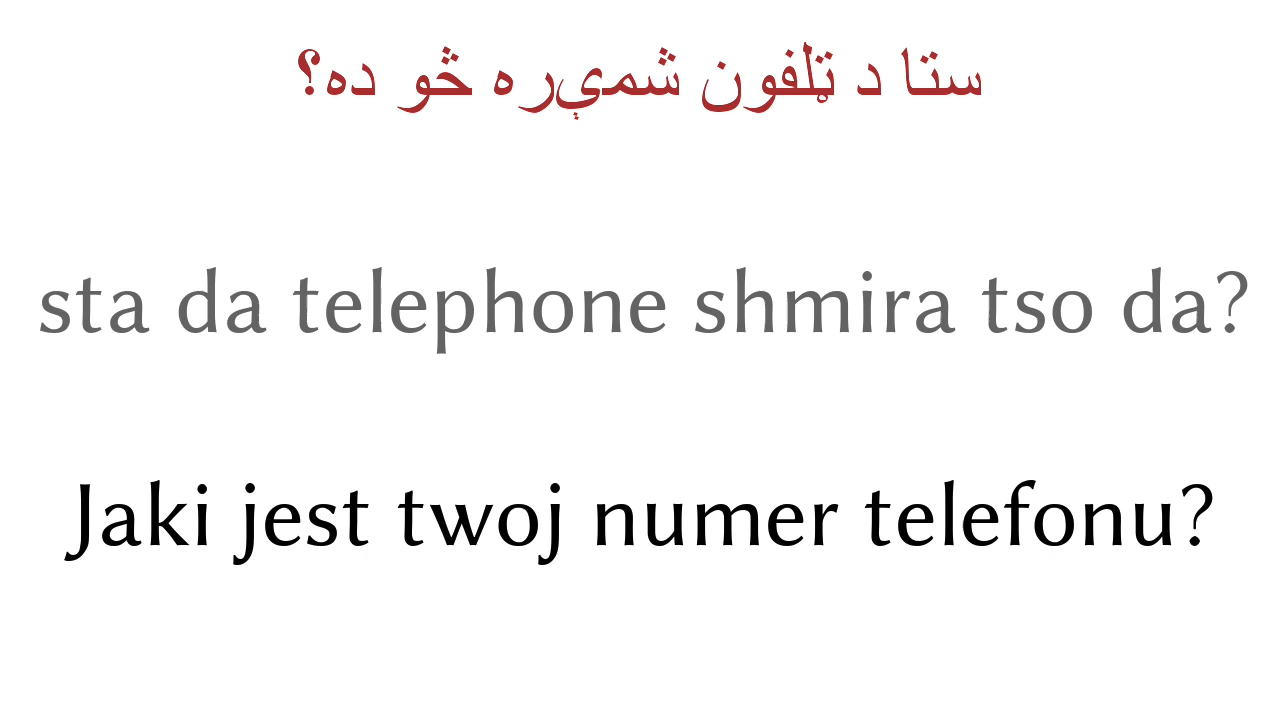 ستا د ټلفون شمېره څو ده؟
sta da telephone shmira tso da?
Jaki jest twoj numer telefonu?